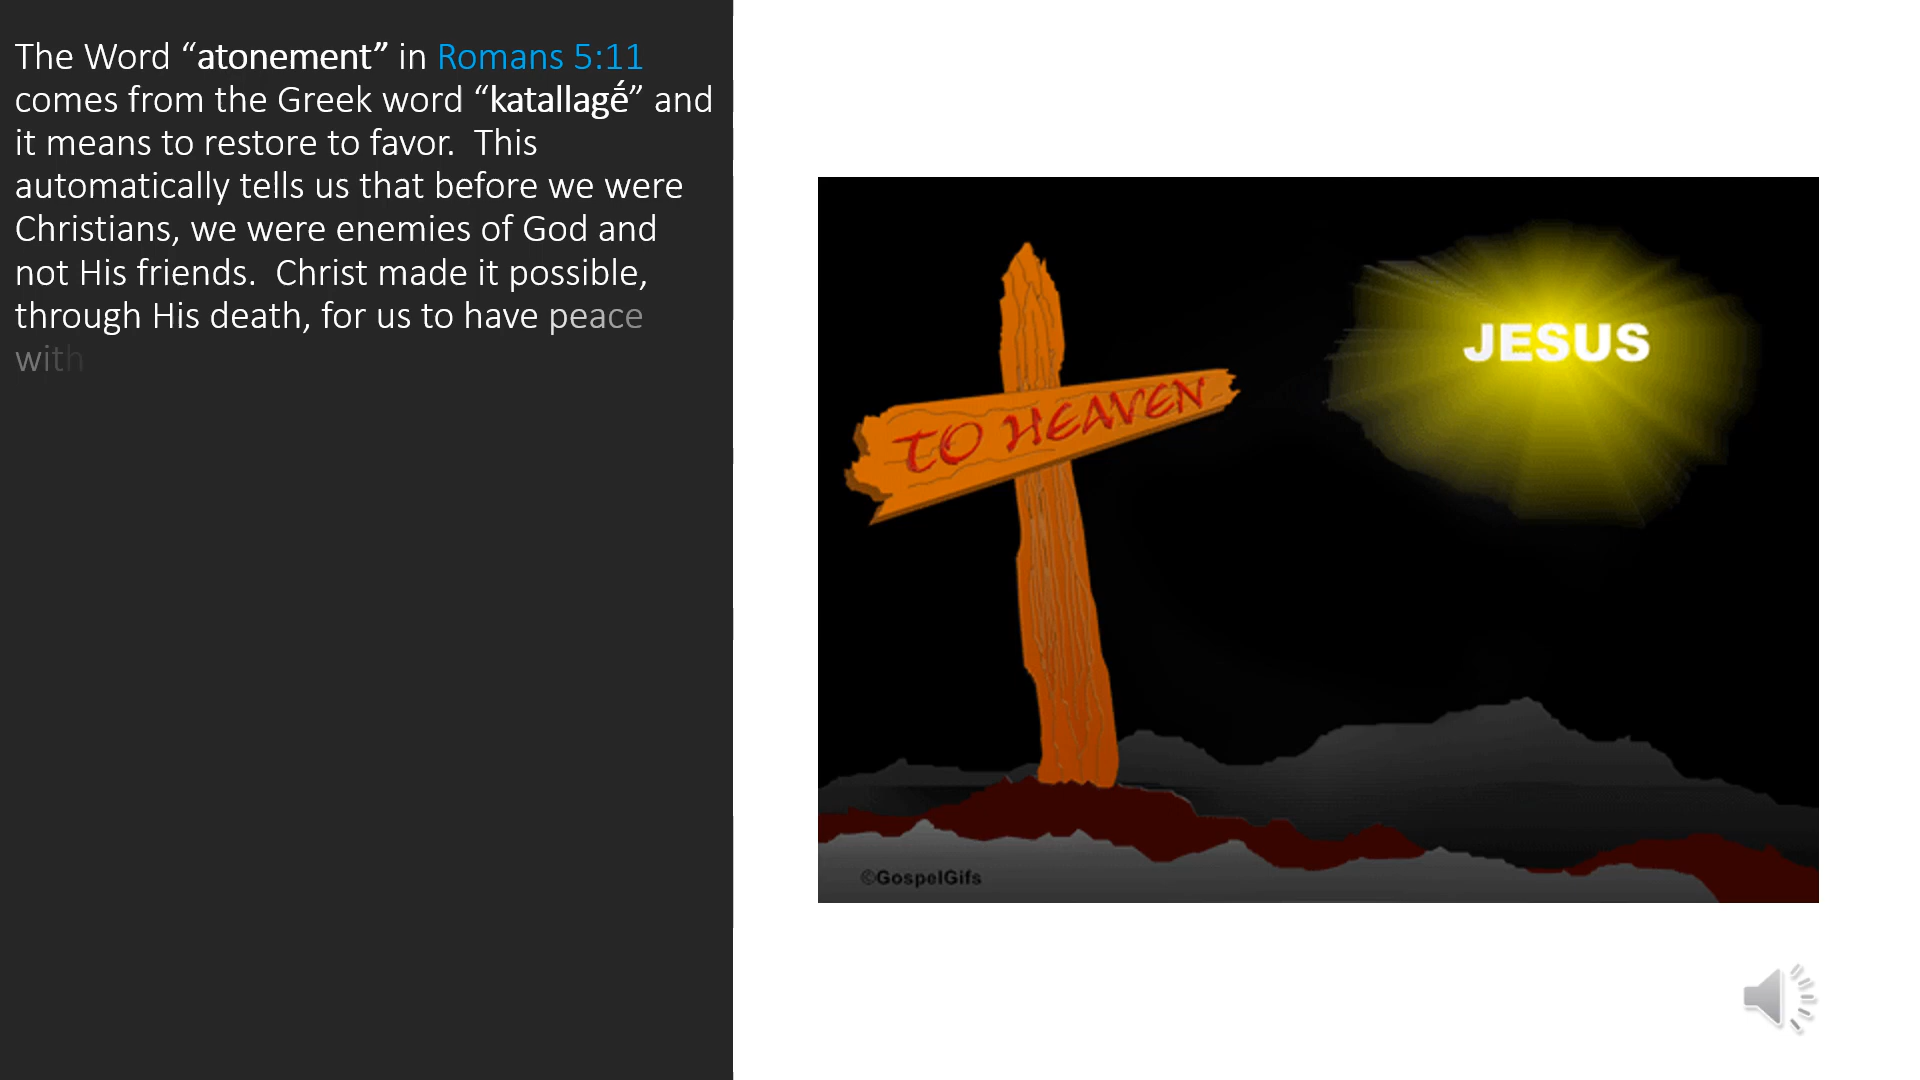 The Word “atonement” in Romans 5:11
comes from the Greek word “katallagḗ” and
it means to restore to favor.  This
automatically tells us that before we were
Christians, we were enemies of God and
not His friends.  Christ made it possible,
through His death, for us to have peace
with
JESUS
TO HEAVEN
©GospelGifs